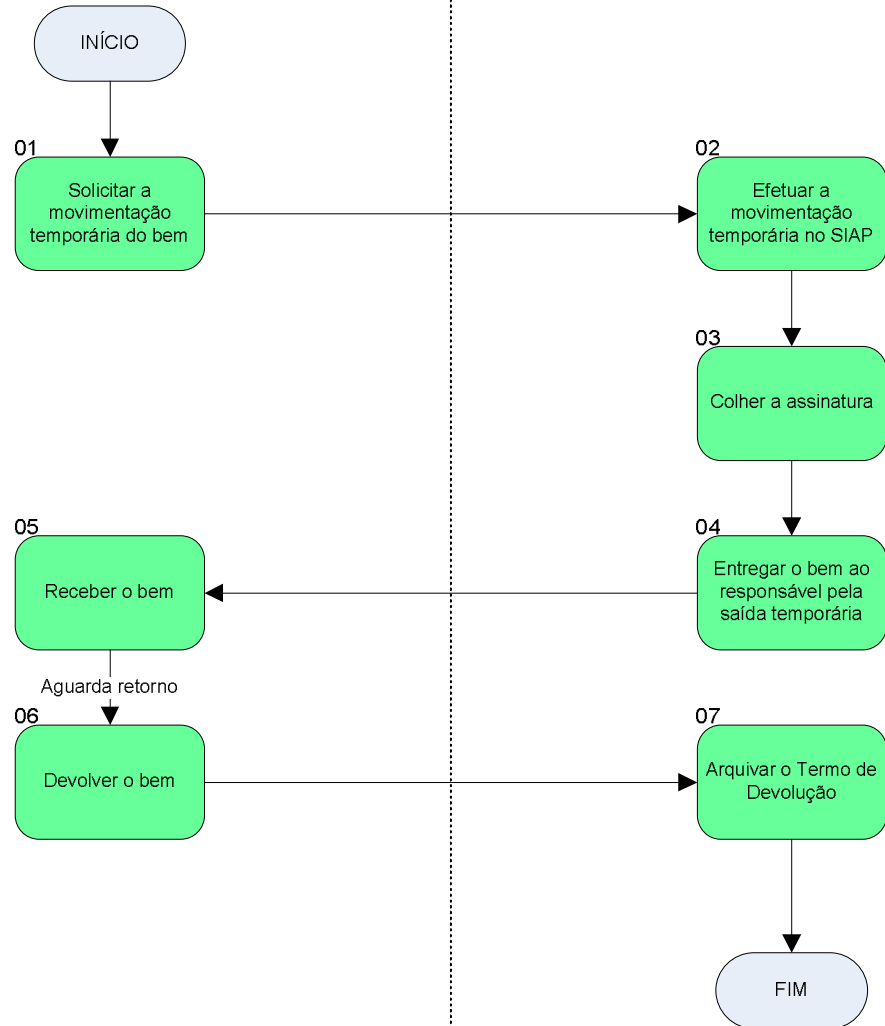 INÍCIO
01
Solicitar a
movimentação
temporária do bem
02
Efetuar a
movimentação
temporária no SIAP
03
Colher a assinatura
04
Entregar o bem ao
responsável pela
saída temporária
05
Receber o bem
Aguarda retorno
06
Devolver o bem
07
Arquivar o Termo de
Devolução
FIM